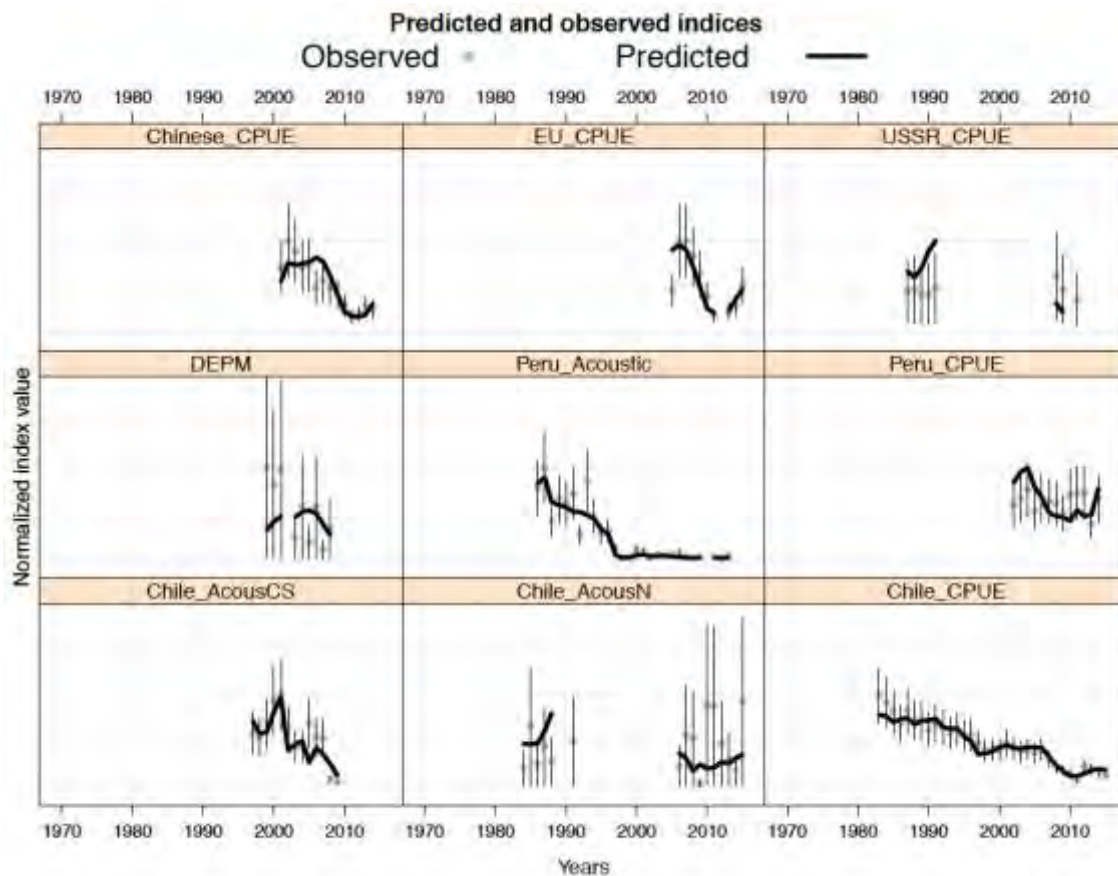 Predicted and observed indices
Observed Predicted
1970 1980 1990 2000 2010 1970 1980 1990 2000 2010 1970 1980 1990 2000 2010
Chinese_CPUE EU_CPUE USSR_CPUE
DEPM Peru_Acoustic Peru_CPUE
Normalized index value
Chile_AcousCS Chile_AcousN Chile_CPUE
1970 1980 1990 2000 2010 1970 1980 1990 2000 2010 1970 1980 1990 2000 2010
Years